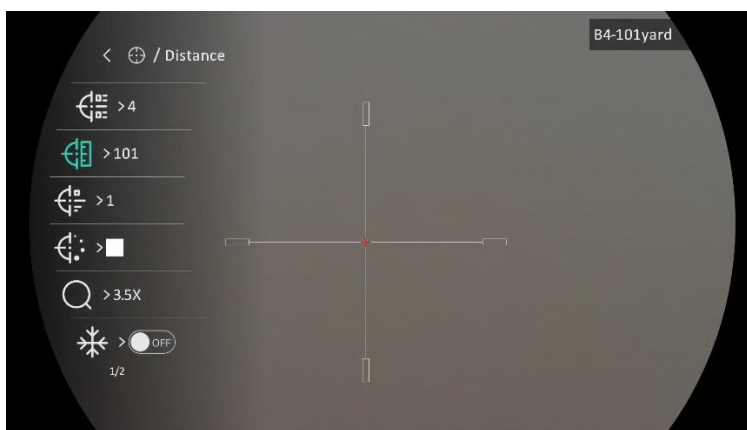 B4-101yard
< / Distance
>4
>101
>1
>
>3.5X
> OFF
1/2